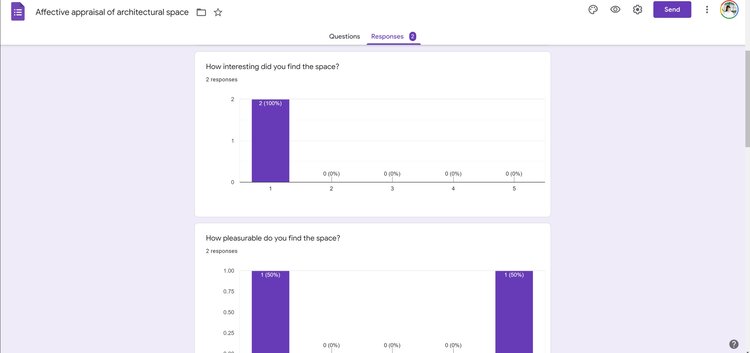 Affective appraisal of architectural space
Send
Questions Responses 2
How interesting did you find the space?
2 responses
2
2 (100%)
1
0 (0%) 0 (0%) 0 (0%) 0 (0%)
0
1 2 3 4 5
How pleasurable do you find the space?
2 responses
1.00
1 (50%) 1 (50%)
0.75
0.50
0.25
0 (0%) 0 (0%) 0 (0%)